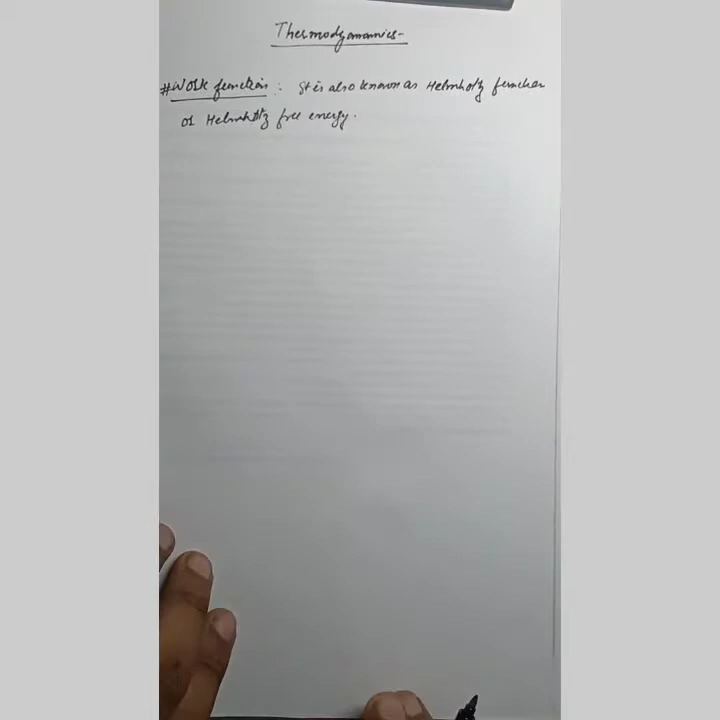 Thermodynamics-
#Work function : It is also known as Helmholtz function
or Helmholtz free energy.